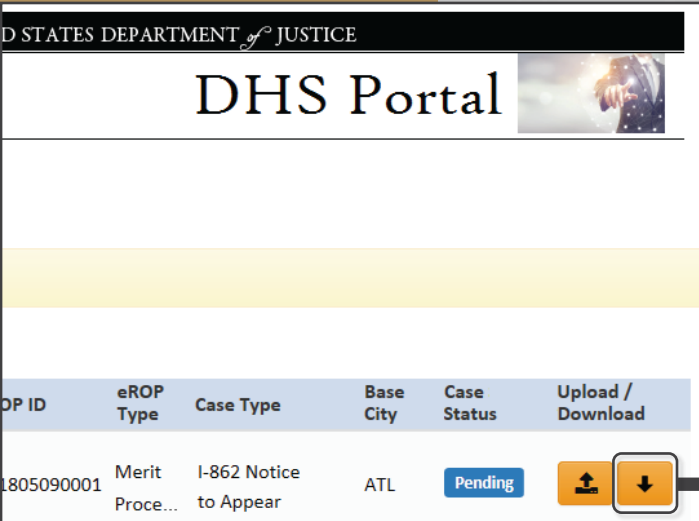 D STATES DEPARTMENT of JUSTICE
DHS Portal
OP ID eROP Type Case Type Base City Case Status Upload / Download
1805090001 Merit Proce... I-862 Notice to Appear ATL Pending